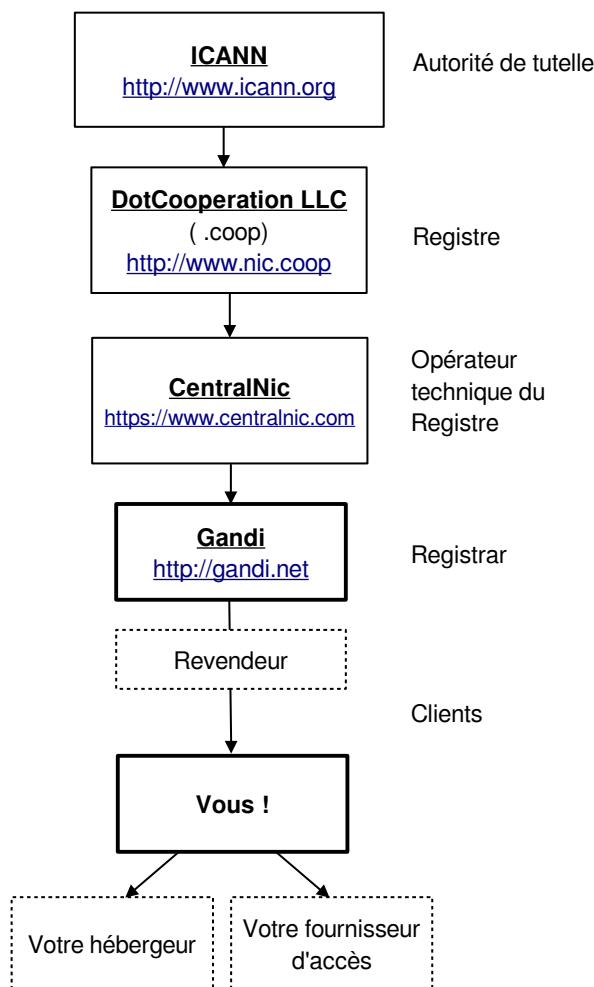 ICANN
http://www.icann.org
Autorité de tutelle
DotCooperation LLC
( .coop)
http://www.nic.coop
Registre
CentralNic
https://www.centralnic.com
Opérateur
technique du
Registre
Gandi
http://gandi.net
Registrar
Revendeur
Clients
Vous !
Votre hébergeur
Votre fournisseur
d'accès